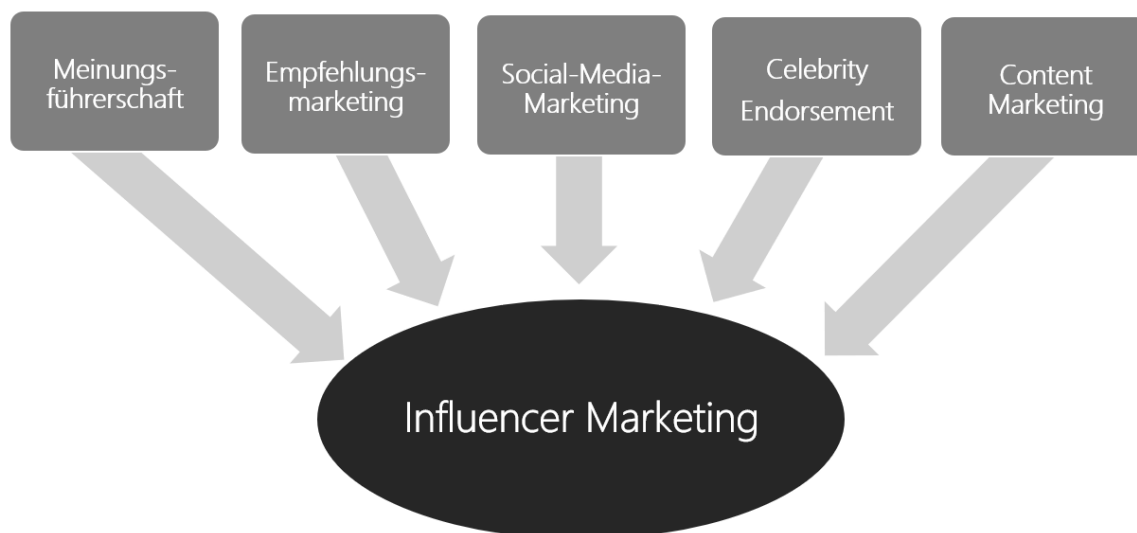 Meinungs-
führerschaft
Empfehlungs-
marketing
Social-Media-
Marketing
Celebrity
Endorsement
Content
Marketing
Influencer Marketing